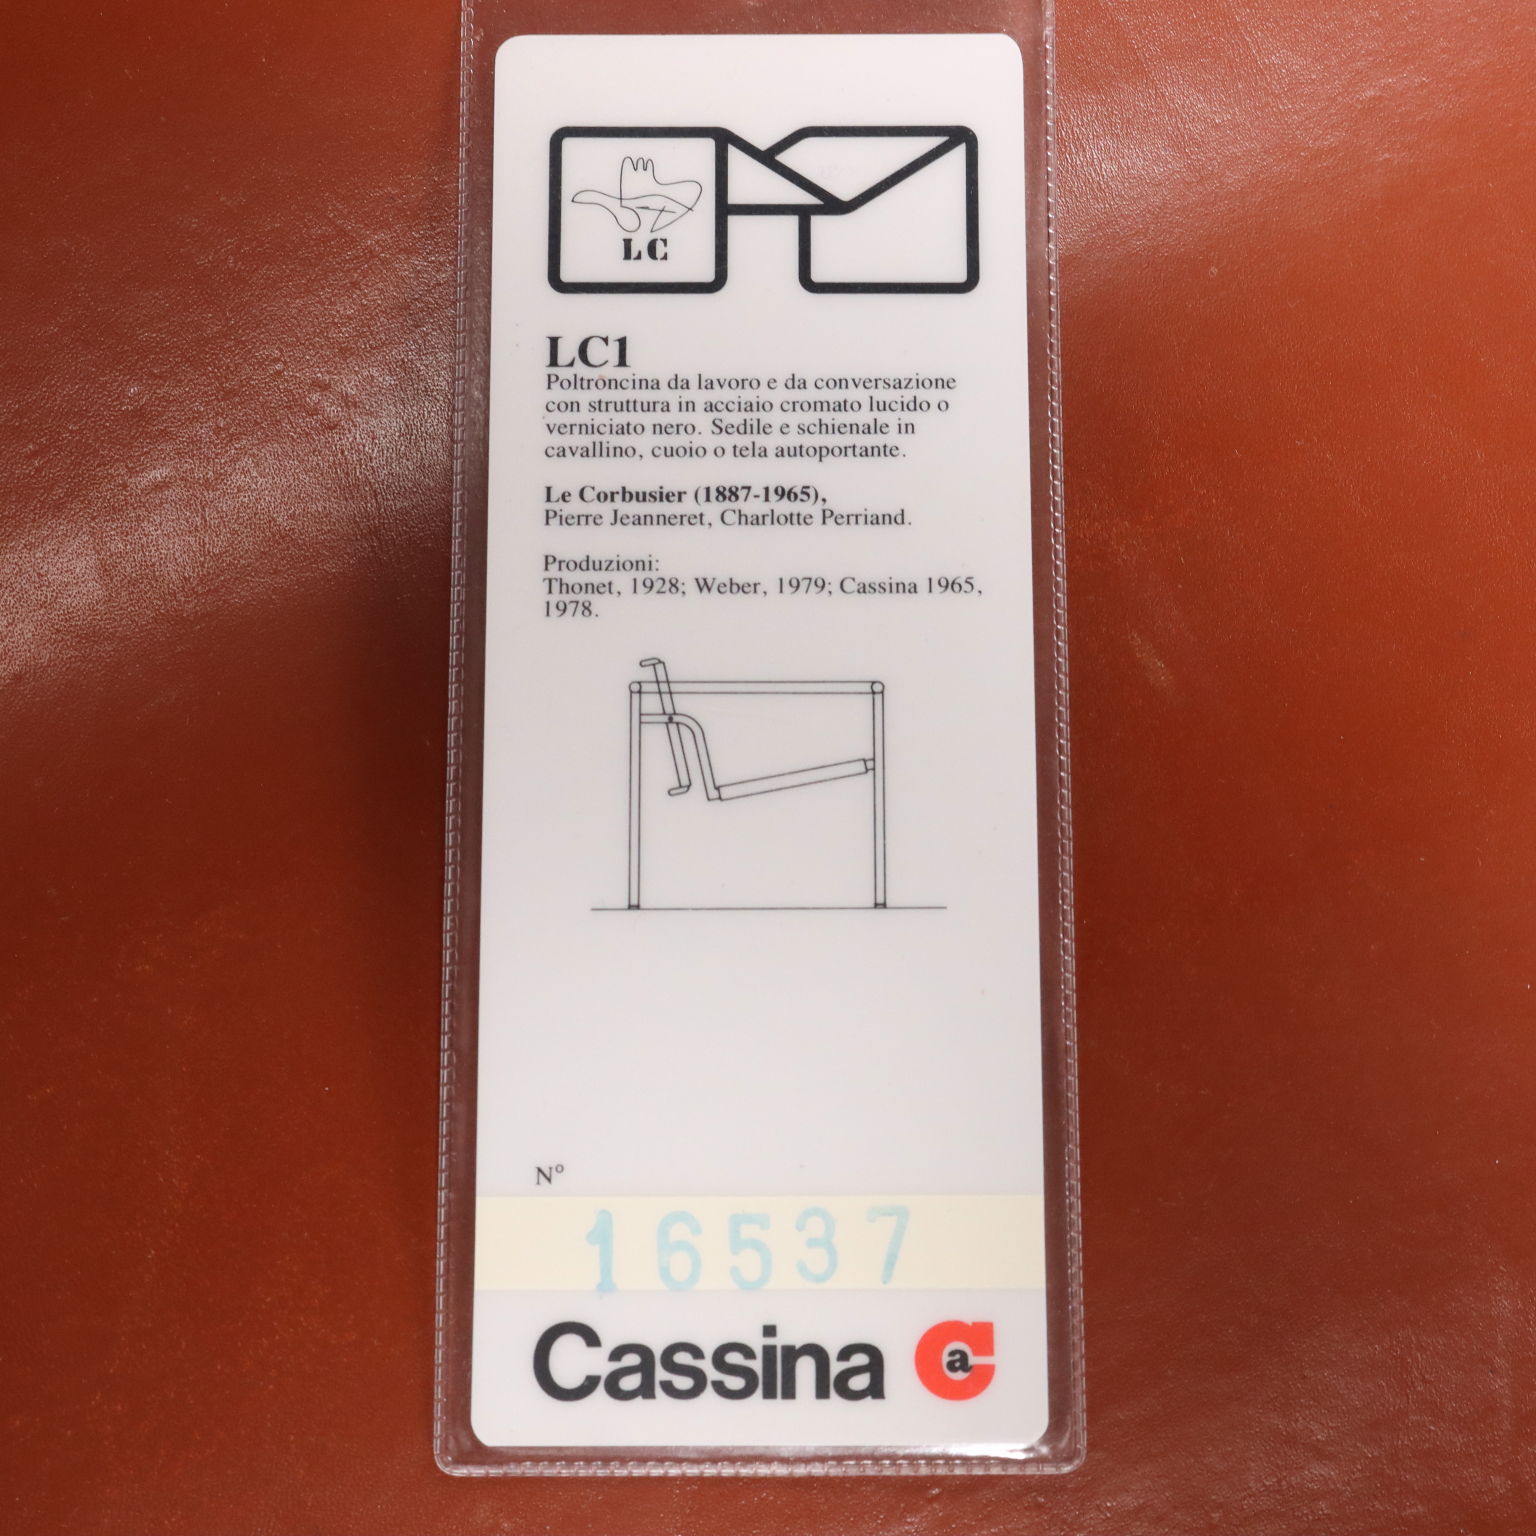 LC
LC1
Poltroncina da lavoro e da conversazione
con struttura in acciaio cromato lucido o
verniciato nero. Sedile e schienale in
cavallino, cuoio o tela autoportante.
Le Corbusier (1887-1965),
Pierre Jeanneret, Charlotte Perriand.
Produzioni:
Thonet, 1928; Weber, 1979; Cassina 1965,
1978.
N°
16537
Cassina a